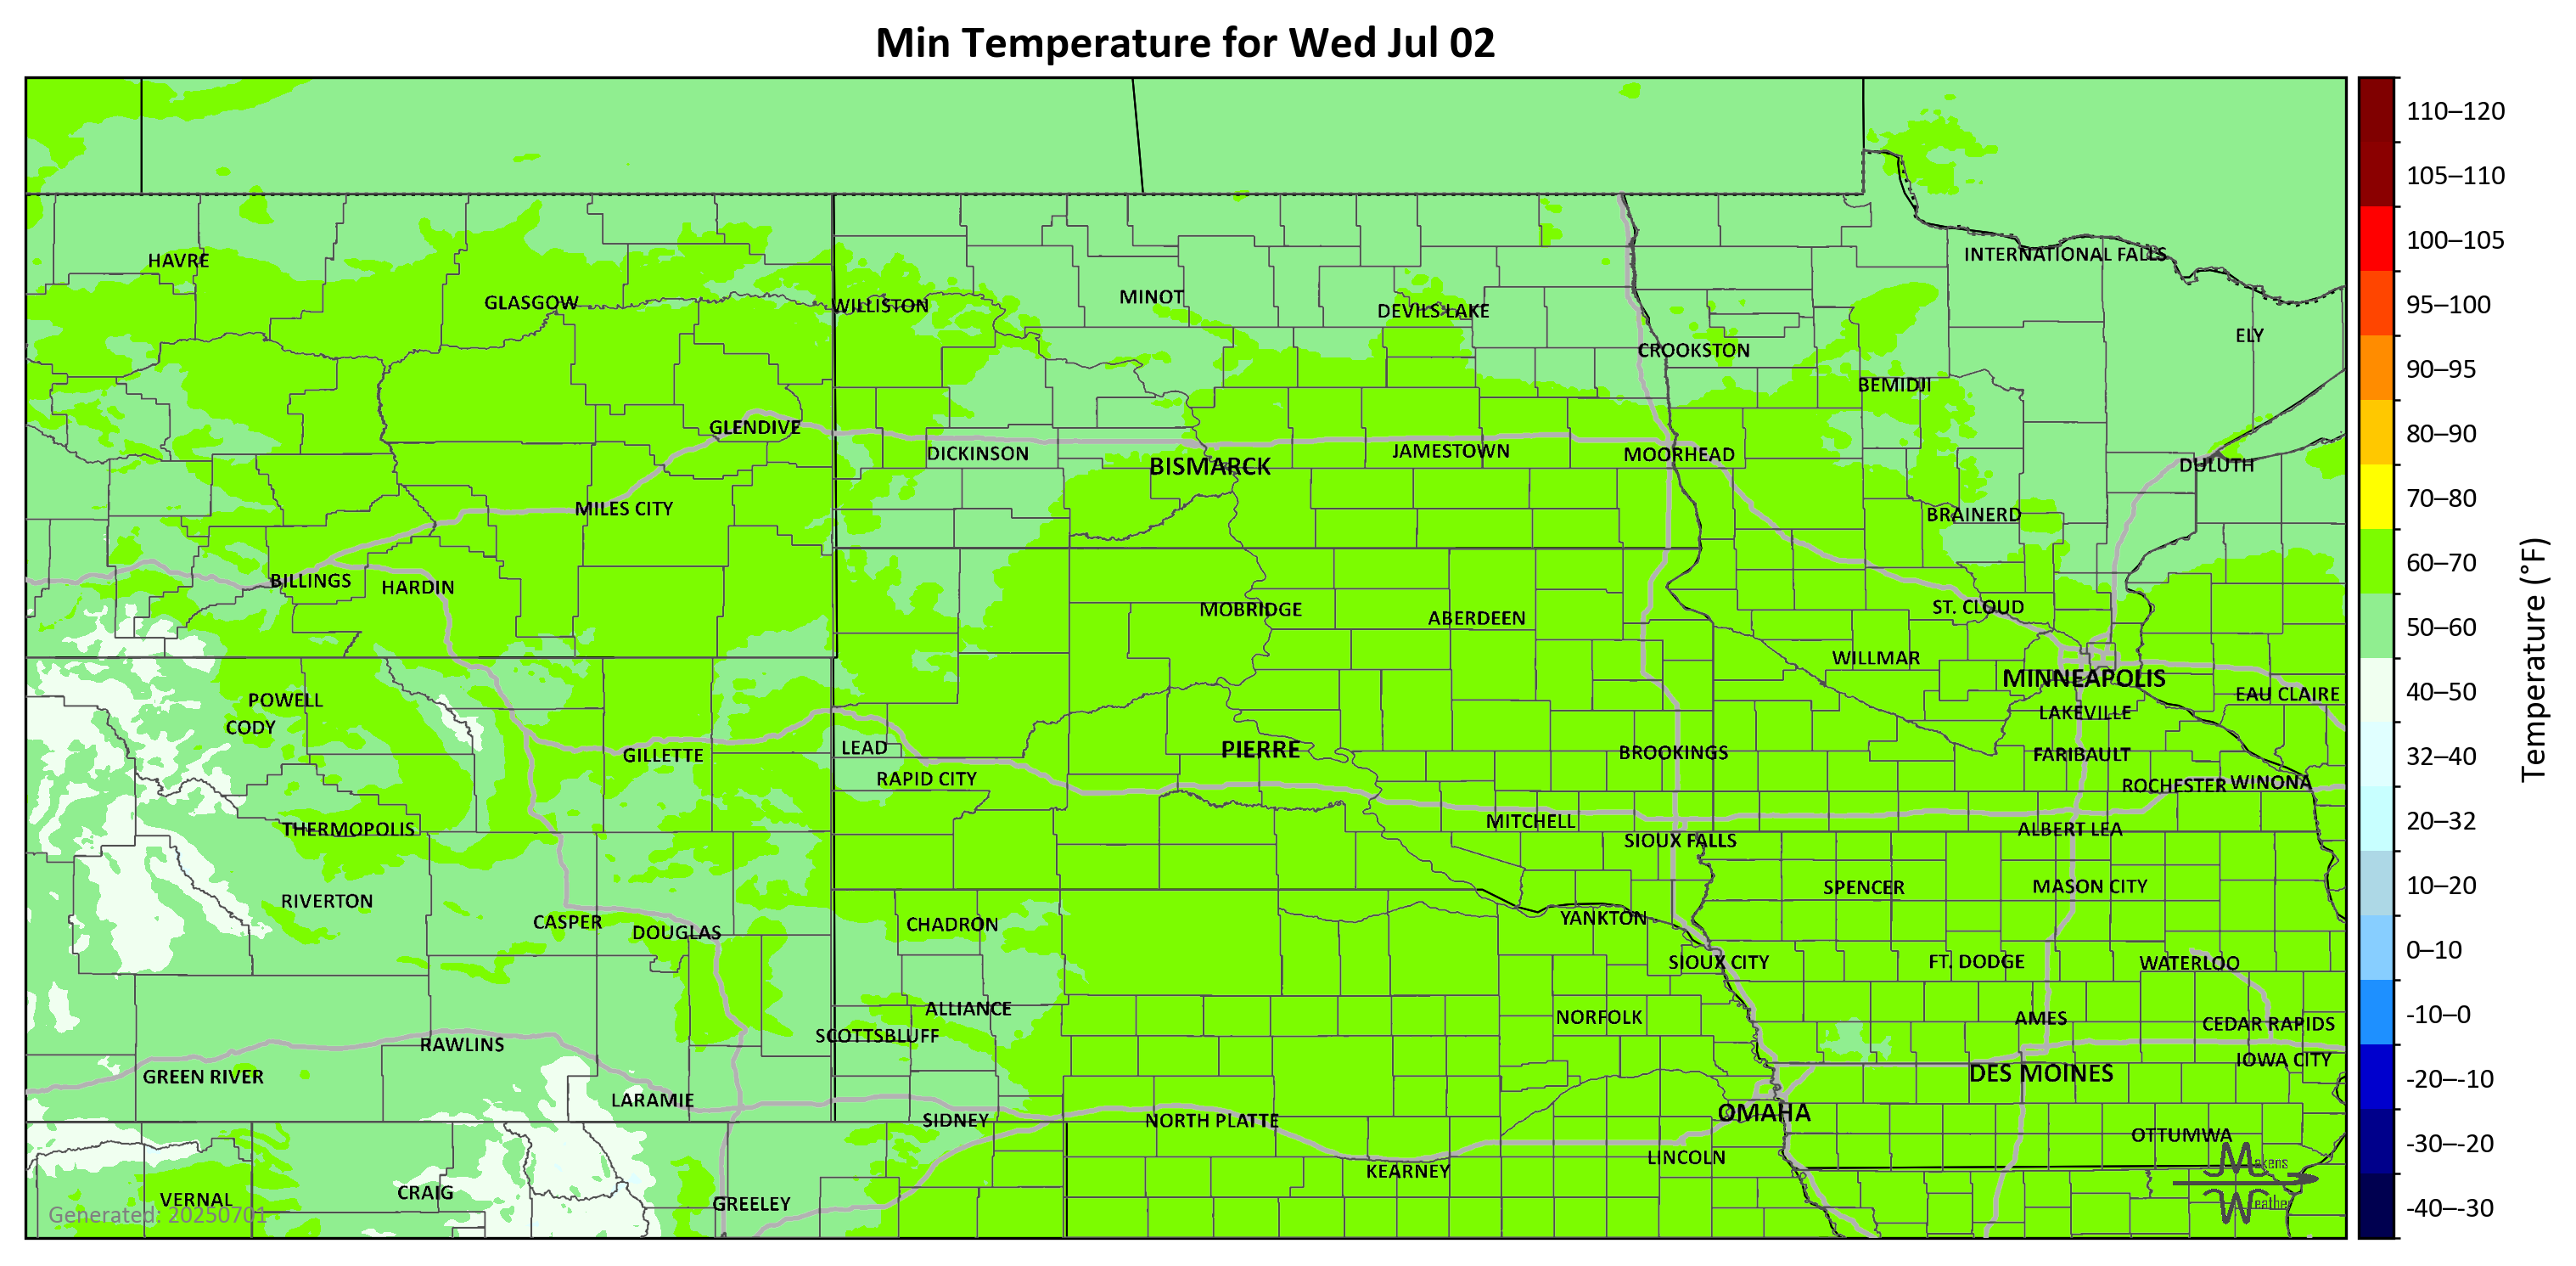 Min Temperature for Wed Jul 02
110–120
105–110
100–105
95–100
90–95
80–90
70–80
60–70
50–60
40–50
32–40
20–32
10–20
0–10
-10–0
-20–-10
-30–-20
-40–-30
Temperature (°F)
HAVRE
INTERNATIONAL FALLS
GLASGOW
WILLISTON
MINOT
DEVILS LAKE
ELY
CROOKSTON
BEMIDJI
GLENDIVE
DICKINSON
BISMARCK
JAMESTOWN
MOORHEAD
DULUTH
MILES CITY
BRAINERD
BILLINGS
HARDIN
MOBRIDGE
ABERDEEN
ST. CLOUD
WILLMAR
MINNEAPOLIS
EAU CLAIRE
POWELL
CODY
LAKEVILLE
GILLETTE
LEAD
PIERRE
BROOKINGS
FARIBAULT
RAPID CITY
ROCHESTER
WINONA
THERMOPOLIS
MITCHELL
SIOUX FALLS
ALBERT LEA
RIVERTON
SPENCER
MASON CITY
CASPER
DOUGLAS
CHADRON
YANKTON
SIOUX CITY
FT. DODGE
WATERLOO
ALLIANCE
SCOTTSBLUFF
NORFOLK
AMES
CEDAR RAPIDS
RAWLINS
IOWA CITY
GREEN RIVER
DES MOINES
LARAMIE
SIDNEY
NORTH PLATTE
OMAHA
OTTUMWA
KEARNEY
LINCOLN
VERNAL
CRAIG
GREELEY
Makens
Weather
Generated: 20250701